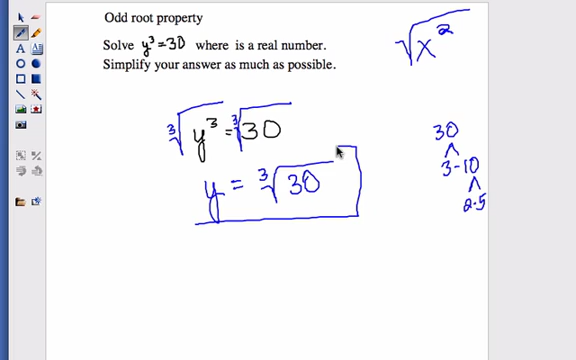 Odd root property
Solve y³=30 where is a real number.
Simplify your answer as much as possible.
√x²
∛y³ = ∛30
y = ∛30
30
3-10
2·5